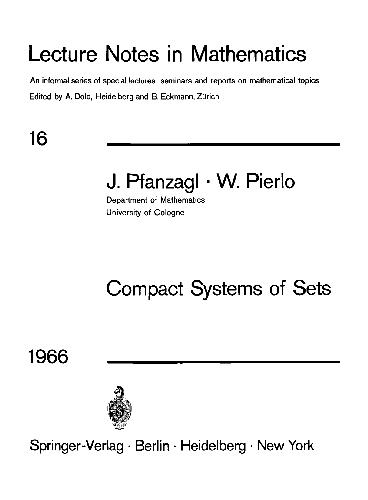 Lecture Notes in Mathematics
An informal series of special lectures, seminars and reports on mathematical topics
Edited by A. Dold, Heidelberg and B. Eckmann, Zürich
16
J. Pfanzagl · W. Pierlo
Department of Mathematics
University of Cologne
Compact Systems of Sets
1966
Springer-Verlag · Berlin · Heidelberg · New York